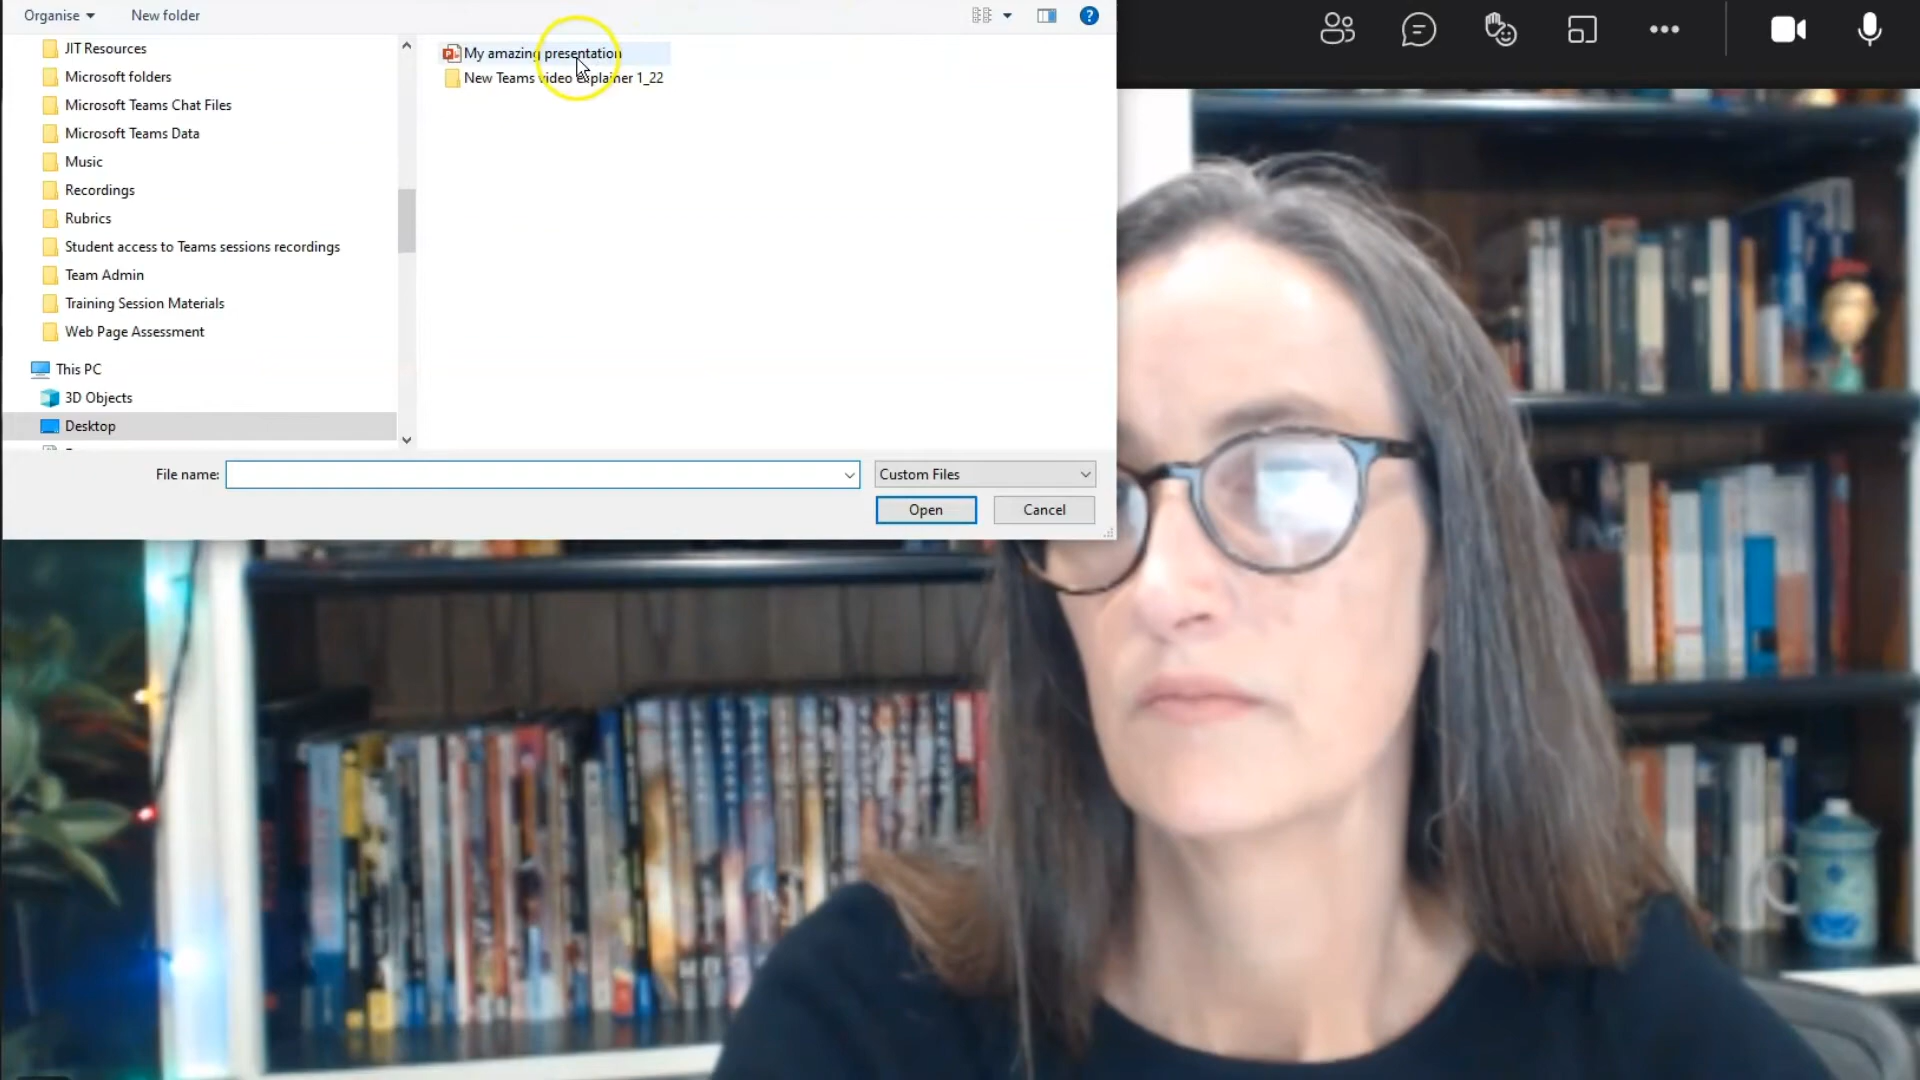 Organise
New folder
JIT Resources
Microsoft folders
Microsoft Teams Chat Files
Microsoft Teams Data
Music
Recordings
Rubrics
Student access to Teams sessions recordings
Team Admin
Training Session Materials
Web Page Assessment
This PC
3D Objects
Desktop
My amazing presentation
New Teams video explainer 1_22
File name:
Custom Files
Open
Cancel